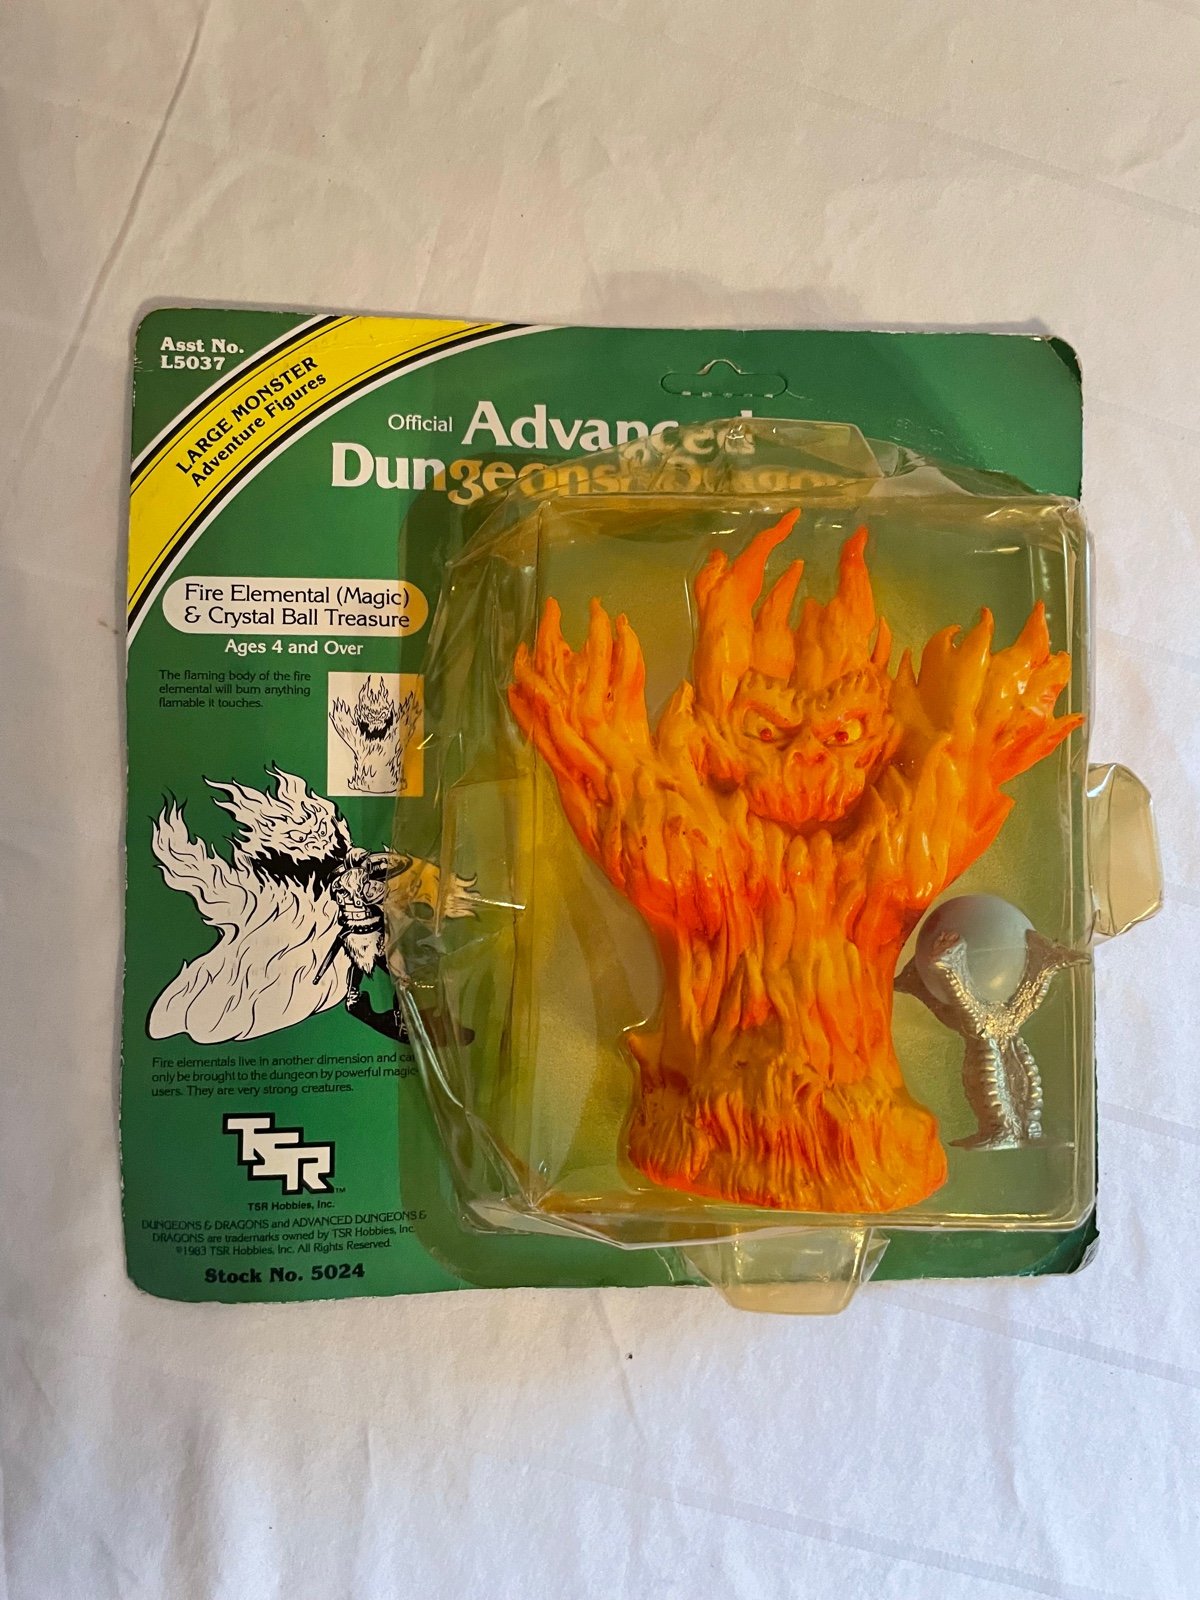 Asst No.
L5037
LARGE MONSTER
Adventure Figures
Official Advanced
Dungeons & Dragons
Fire Elemental (Magic)
& Crystal Ball Treasure
Ages 4 and Over
The flaming body of the fire
elemental will burn anything
flamable it touches.
Fire elementals live in another dimension and can
only be brought to the dungeon by powerful magic-
users. They are very strong creatures.
TSR™
TSR Hobbies, Inc.
DUNGEONS & DRAGONS and ADVANCED DUNGEONS &
DRAGONS are trademarks owned by TSR Hobbies, Inc.
©1983 TSR Hobbies, Inc. All Rights Reserved.
Stock No. 5024